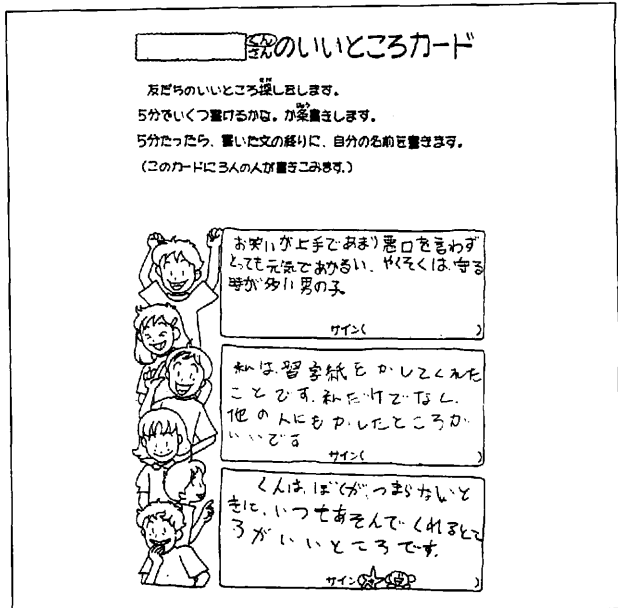 くん
さん のいいところカード
友だちのいいところ探しをします。
5分でいくつ書けるかな。か条書きします。
5分たったら、書いた文の終りに、自分の名前を書きます。
(このカードに3人の人が書きこみます。)
お笑いが上手であまり悪口を言わず
とっても元気であかるい、やくそくは、守る
時が多い男の子
サイン( )
私は、習字紙をかしてくれた
ことです。私だけでなく、
他の人にもかしたところが
いいです
サイン( )
くんは、ぼくが、つまらないと
きに、いつもあそんでくれるとこ
ろがいいところです。
サイン( )